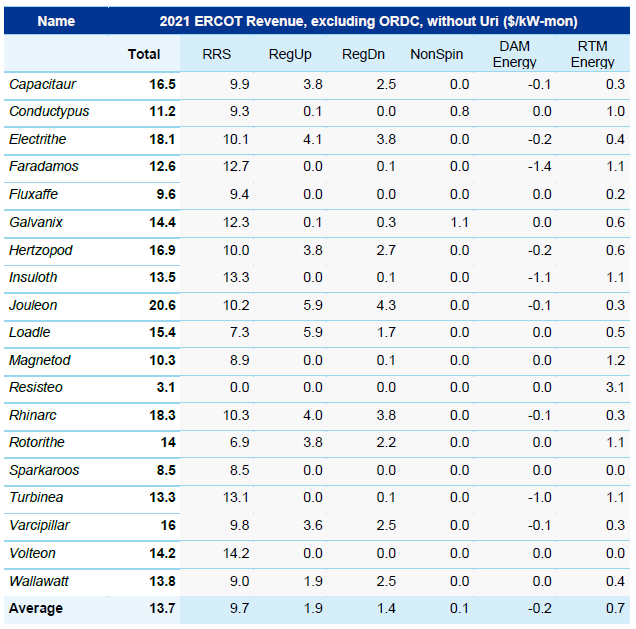 Name 2021 ERCOT Revenue, excluding ORDC, without Uri ($/kW-mon)
Total RRS RegUp RegDn NonSpin DAM Energy RTM Energy
Capacitaur 16.5 9.9 3.8 2.5 0.0 -0.1 0.3
Conductypus 11.2 9.3 0.1 0.0 0.8 0.0 1.0
Electrithe 18.1 10.1 4.1 3.8 0.0 -0.2 0.4
Faradamos 12.6 12.7 0.0 0.1 0.0 -1.4 1.1
Fluxaffe 9.6 9.4 0.0 0.0 0.0 0.0 0.2
Galvanix 14.4 12.3 0.1 0.3 1.1 0.0 0.6
Hertzopod 16.9 10.0 3.8 2.7 0.0 -0.2 0.6
Insuloth 13.5 13.3 0.0 0.1 0.0 -1.1 1.1
Jouleon 20.6 10.2 5.9 4.3 0.0 -0.1 0.3
Loadle 15.4 7.3 5.9 1.7 0.0 0.0 0.5
Magnetod 10.3 8.9 0.0 0.1 0.0 0.0 1.2
Resisteo 3.1 0.0 0.0 0.0 0.0 0.0 3.1
Rhinarc 18.3 10.3 4.0 3.8 0.0 -0.1 0.3
Rotorithe 14 6.9 3.8 2.2 0.0 0.0 1.1
Sparkaroos 8.5 8.5 0.0 0.0 0.0 0.0 0.0
Turbinea 13.3 13.1 0.0 0.1 0.0 -1.0 1.1
Varcipillar 16 9.8 3.6 2.5 0.0 -0.1 0.3
Volteon 14.2 14.2 0.0 0.0 0.0 0.0 0.0
Wallawatt 13.8 9.0 1.9 2.5 0.0 0.0 0.4
Average 13.7 9.7 1.9 1.4 0.1 -0.2 0.7